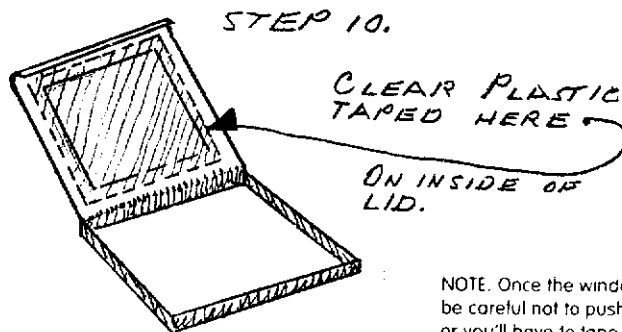 STEP 10.
CLEAR PLASTIC
TAPED HERE
ON INSIDE OF
LID.
NOTE. Once the windo
be careful not to push
or you'll have to tape